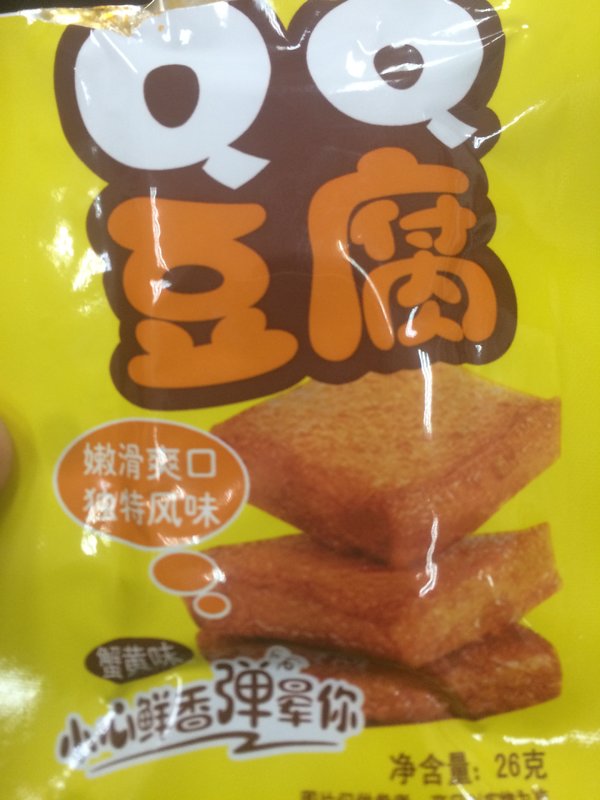 QQ
豆腐
嫩滑爽口
独特风味
蟹黄味
小心鲜香弹晕你
净含量：26克